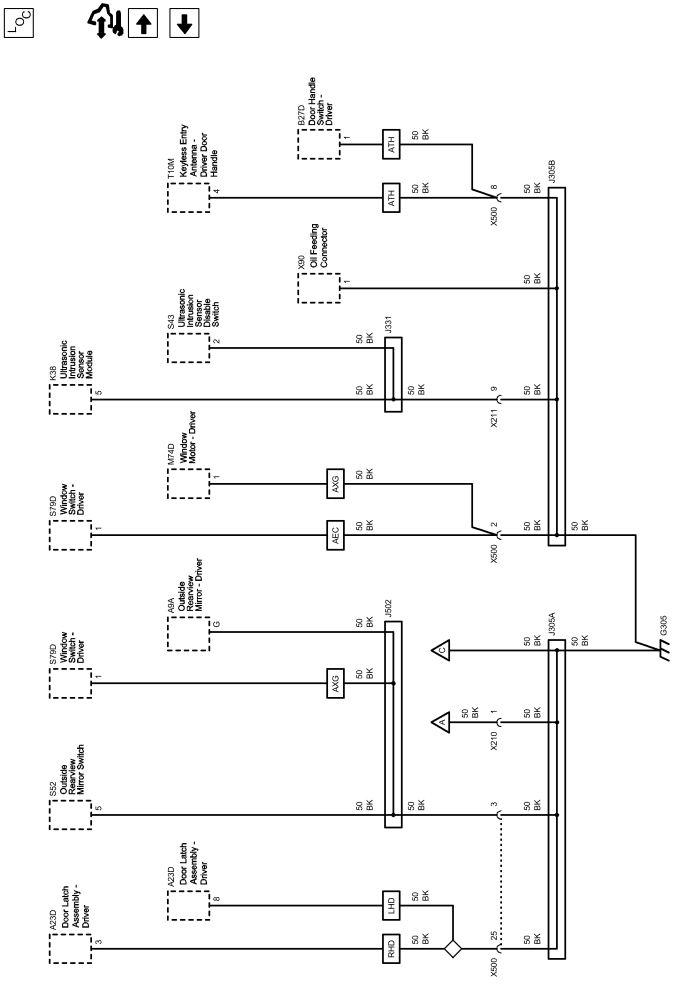 LOC
A23D
Door Latch
Assembly -
Driver
3
A23D
Door Latch
Assembly -
Driver
8
S52
Outside
Rearview
Mirror Switch
5
S79D
Window
Switch -
Driver
1
A9A
Outside
Rearview
Mirror - Driver
G
S79D
Window
Switch -
Driver
1
M74D
Window
Motor - Driver
1
K38
Ultrasonic
Intrusion
Sensor
Module
5
S43
Ultrasonic
Intrusion
Sensor
Disable
Switch
2
X90
Oil Feeding
Connector
1
T10M
Keyless Entry
Antenna -
Driver Door
Handle
4
B27D
Door Handle
Switch -
Driver
1
RHD
50
BK
LHD
50
BK
50
BK
AXG
50
BK
50
BK
J502
50
BK
AEC
50
BK
AXG
50
BK
50
BK
50
BK
J331
50
BK
ATH
50
BK
ATH
50
BK
X500
25
50
BK
3
50
BK
A
50
BK
X210
1
50
BK
C
50
BK
J305A
50
BK
X500
2
50
BK
X211
9
50
BK
50
BK
X500
8
50
BK
J305B
50
BK
G305